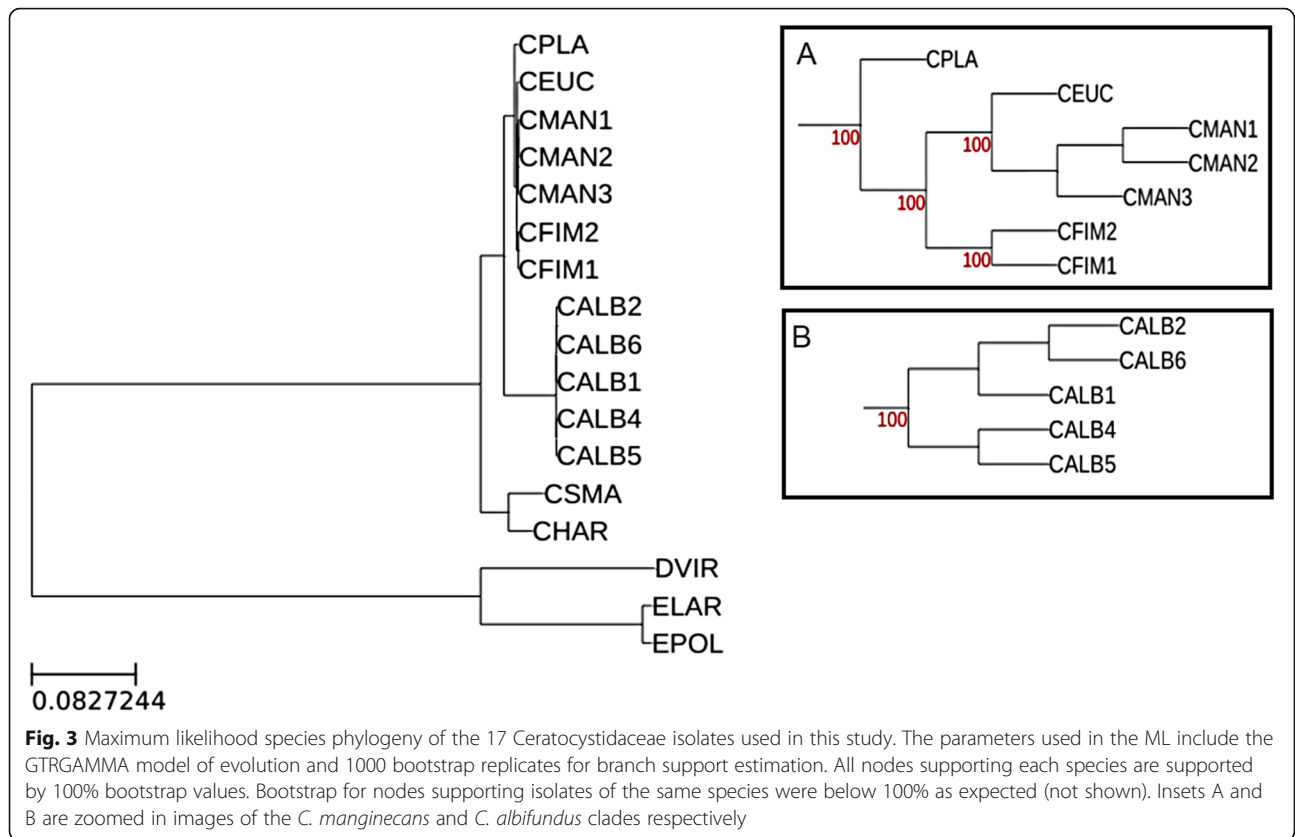 CPLA
CEUC
CMAN1
CMAN2
CMAN3
CFIM2
CFIM1
CALB2
CALB6
CALB1
CALB4
CALB5
CSMA
CHAR
DVIR
ELAR
EPOL
0.0827244
A
CPLA
CEUC
100
CMAN1
100
CMAN2
CMAN3
100
CFIM2
100
CFIM1
B
CALB2
CALB6
CALB1
100
CALB4
CALB5
Fig. 3 Maximum likelihood species phylogeny of the 17 Ceratocystidaceae isolates used in this study. The parameters used in the ML include the
GTRGAMMA model of evolution and 1000 bootstrap replicates for branch support estimation. All nodes supporting each species are supported
by 100% bootstrap values. Bootstrap for nodes supporting isolates of the same species were below 100% as expected (not shown). Insets A and
B are zoomed in images of the C. manginecans and C. albifundus clades respectively